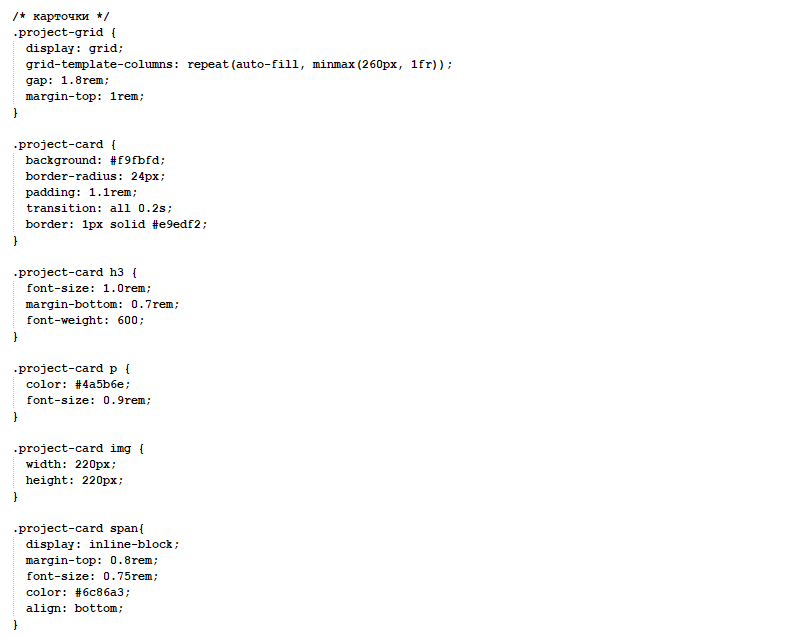 /* карточки */
.project-grid {
  display: grid;
  grid-template-columns: repeat(auto-fill, minmax(260px, 1fr));
  gap: 1.8rem;
  margin-top: 1rem;
}

.project-card {
  background: #f9fbfd;
  border-radius: 24px;
  padding: 1.1rem;
  transition: all 0.2s;
  border: 1px solid #e9edf2;
}

.project-card h3 {
  font-size: 1.0rem;
  margin-bottom: 0.7rem;
  font-weight: 600;
}

.project-card p {
  color: #4a5b6e;
  font-size: 0.9rem;
}

.project-card img {
  width: 220px;
  height: 220px;
}

.project-card span{
  display: inline-block;
  margin-top: 0.8rem;
  font-size: 0.75rem;
  color: #6c86a3;
  align: bottom;
}